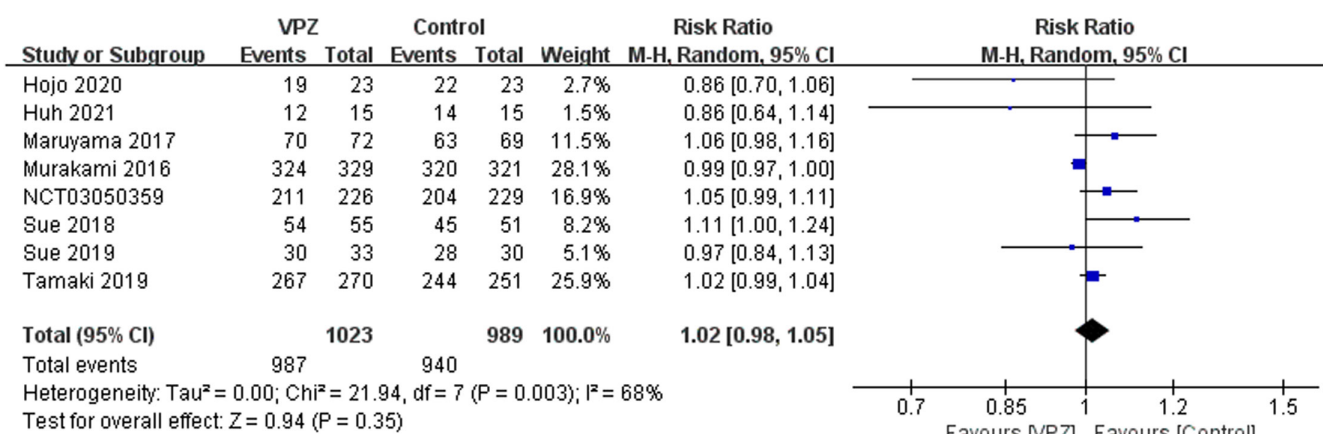 VPZ Control Risk Ratio Risk Ratio
Study or Subgroup Events Total Events Total Weight M-H, Random, 95% CI M-H, Random, 95% CI
Hojo 2020 19 23 22 23 2.7% 0.86 [0.70, 1.06]
Huh 2021 12 15 14 15 1.5% 0.86 [0.64, 1.14]
Maruyama 2017 70 72 63 69 11.5% 1.06 [0.98, 1.16]
Murakami 2016 324 329 320 321 28.1% 0.99 [0.97, 1.00]
NCT03050359 211 226 204 229 16.9% 1.05 [0.99, 1.11]
Sue 2018 54 55 45 51 8.2% 1.11 [1.00, 1.24]
Sue 2019 30 33 28 30 5.1% 0.97 [0.84, 1.13]
Tamaki 2019 267 270 244 251 25.9% 1.02 [0.99, 1.04]
Total (95% CI) 1023 989 100.0% 1.02 [0.98, 1.05]
Total events 987 940
Heterogeneity: Tau² = 0.00; Chi² = 21.94, df = 7 (P = 0.003); I² = 68%
Test for overall effect: Z = 0.94 (P = 0.35)
0.7 0.85 1 1.2 1.5
Favours [VPZ] Favours [Control]